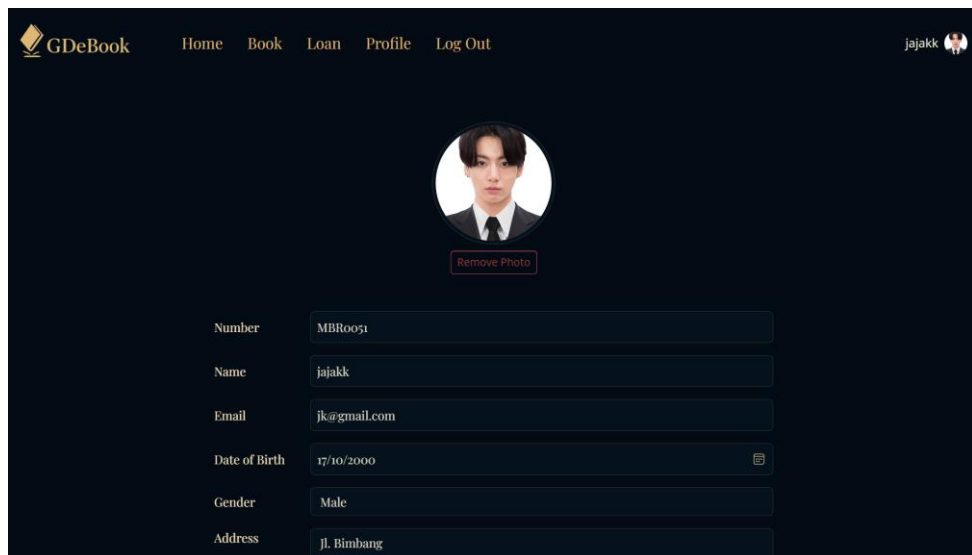 GDeBook Home Book Loan Profile Log Out jajakk
Remove Photo
Number MBR0051
Name jajakk
Email jk@gmail.com
Date of Birth 17/10/2000
Gender Male
Address Jl. Bimbang